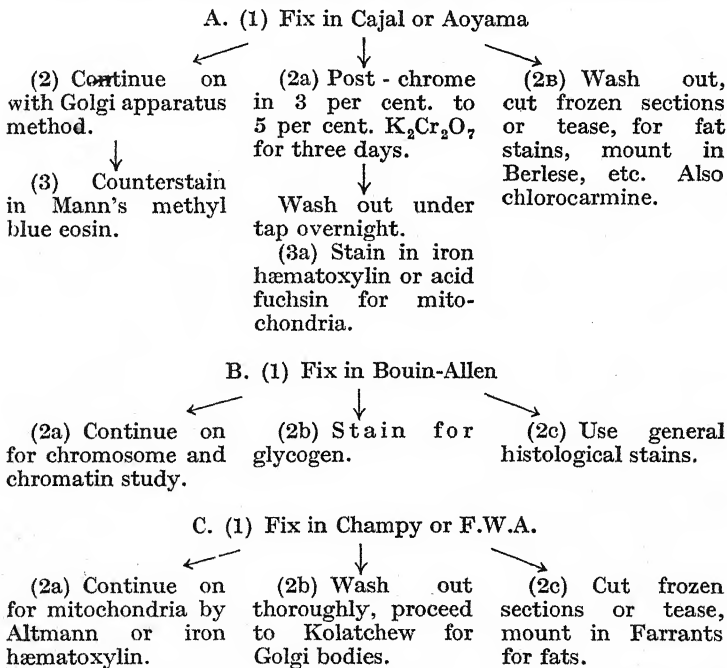 A. (1) Fix in Cajal or Aoyama
(2) Continue on
with Golgi apparatus
method.
(3) Counterstain
in Mann's methyl
blue eosin.
(2a) Post - chrome
in 3 per cent. to
5 per cent. K₂Cr₂O₇
for three days.
Wash out under
tap overnight.
(3a) Stain in iron
hæmatoxylin or acid
fuchsin for mito-
chondria.
(2B) Wash out,
cut frozen sections
or tease, for fat
stains, mount in
Berlese, etc. Also
chlorocarmine.
B. (1) Fix in Bouin-Allen
(2a) Continue on
for chromosome and
chromatin study.
(2b) Stain for
glycogen.
(2c) Use general
histological stains.
C. (1) Fix in Champy or F.W.A.
(2a) Continue on
for mitochondria by
Altmann or iron
hæmatoxylin.
(2b) Wash out
thoroughly, proceed
to Kolatchew for
Golgi bodies.
(2c) Cut frozen
sections or tease,
mount in Farrants
for fats.